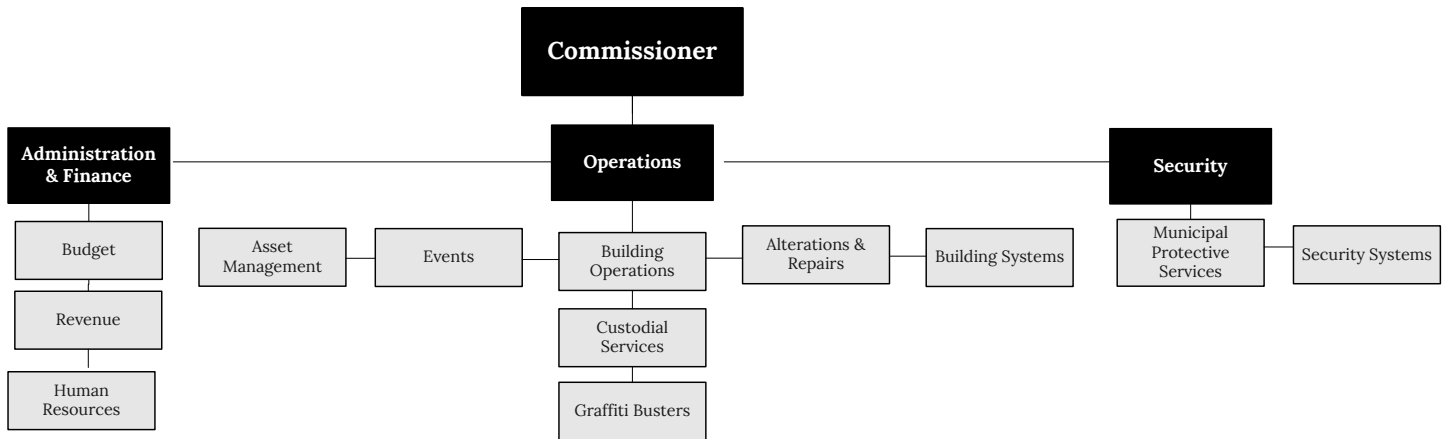 Commissioner
Administration
& Finance
Operations
Security
Budget
Revenue
Human
Resources
Asset
Management
Events
Building
Operations
Alterations &
Repairs
Building Systems
Custodial
Services
Graffiti Busters
Municipal
Protective
Services
Security Systems